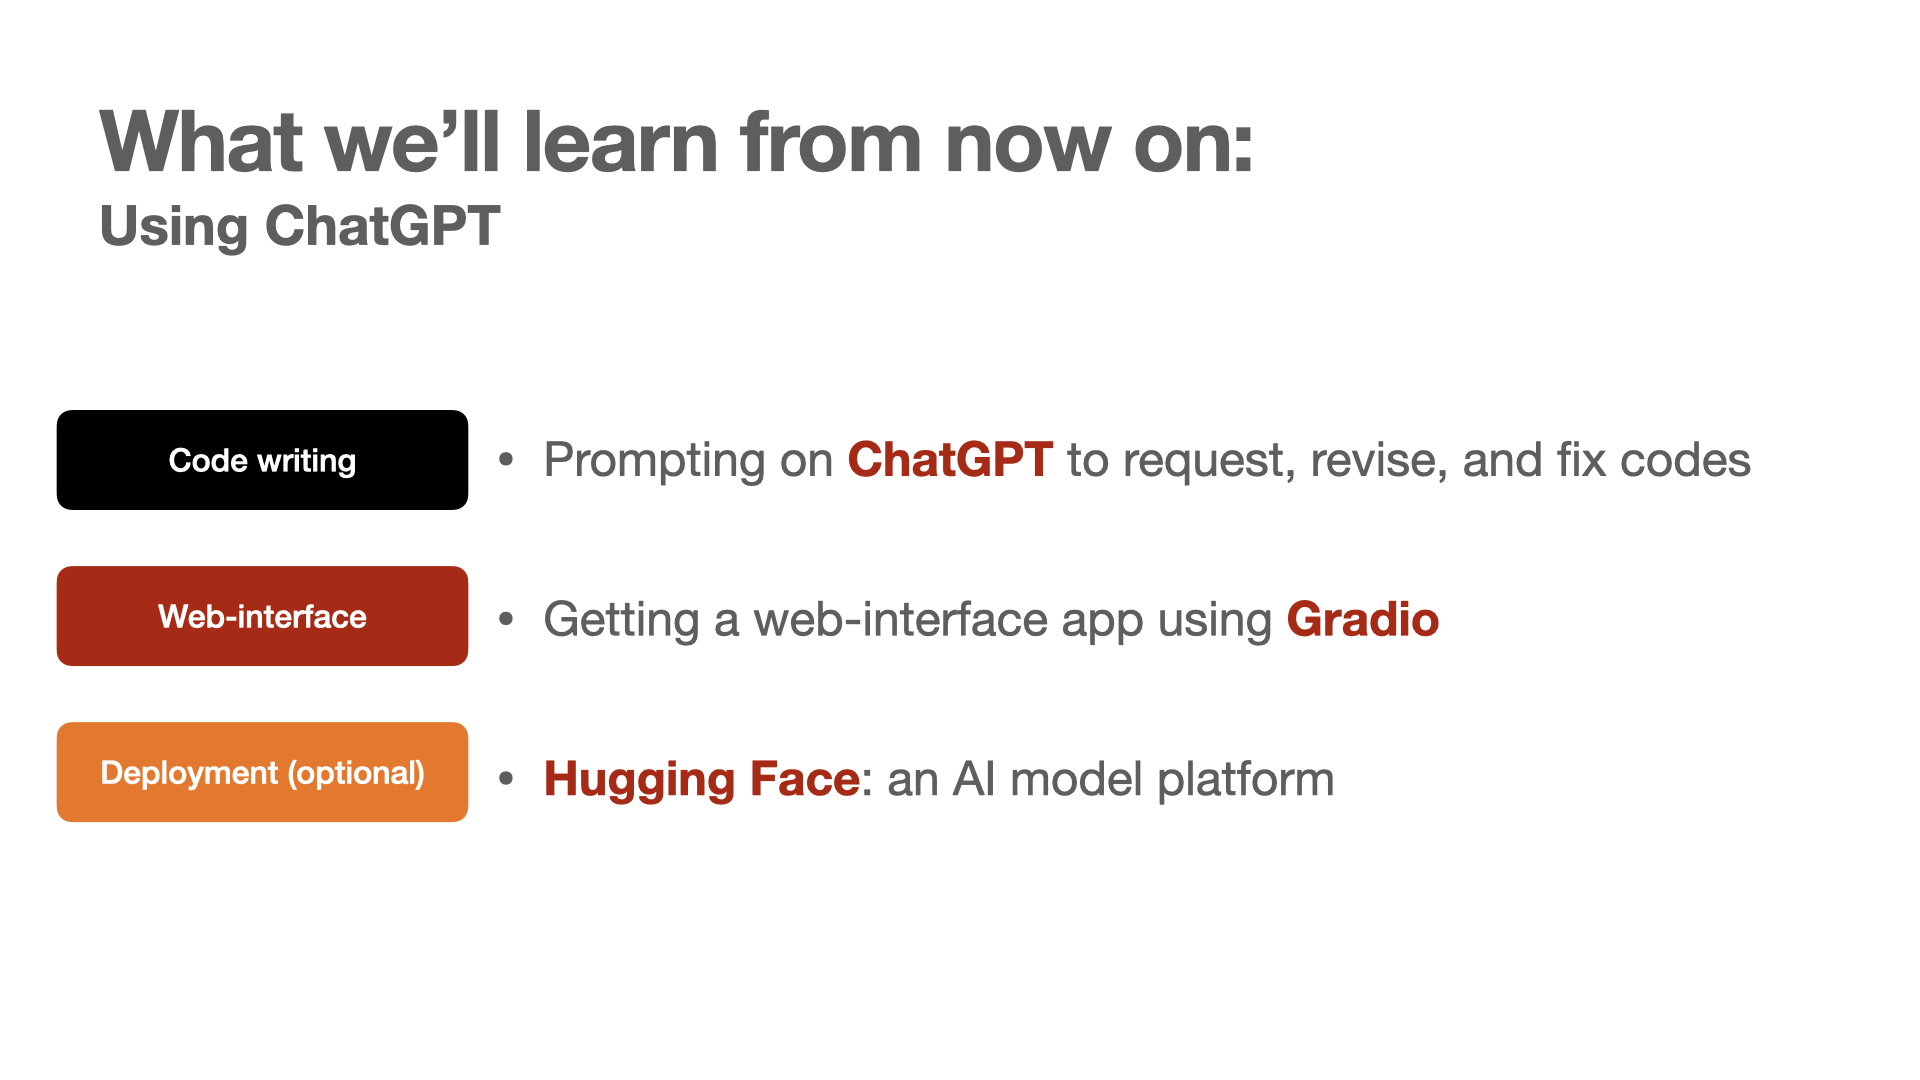 What we’ll learn from now on:
Using ChatGPT
Code writing
• Prompting on ChatGPT to request, revise, and fix codes
Web-interface
• Getting a web-interface app using Gradio
Deployment (optional)
• Hugging Face: an AI model platform